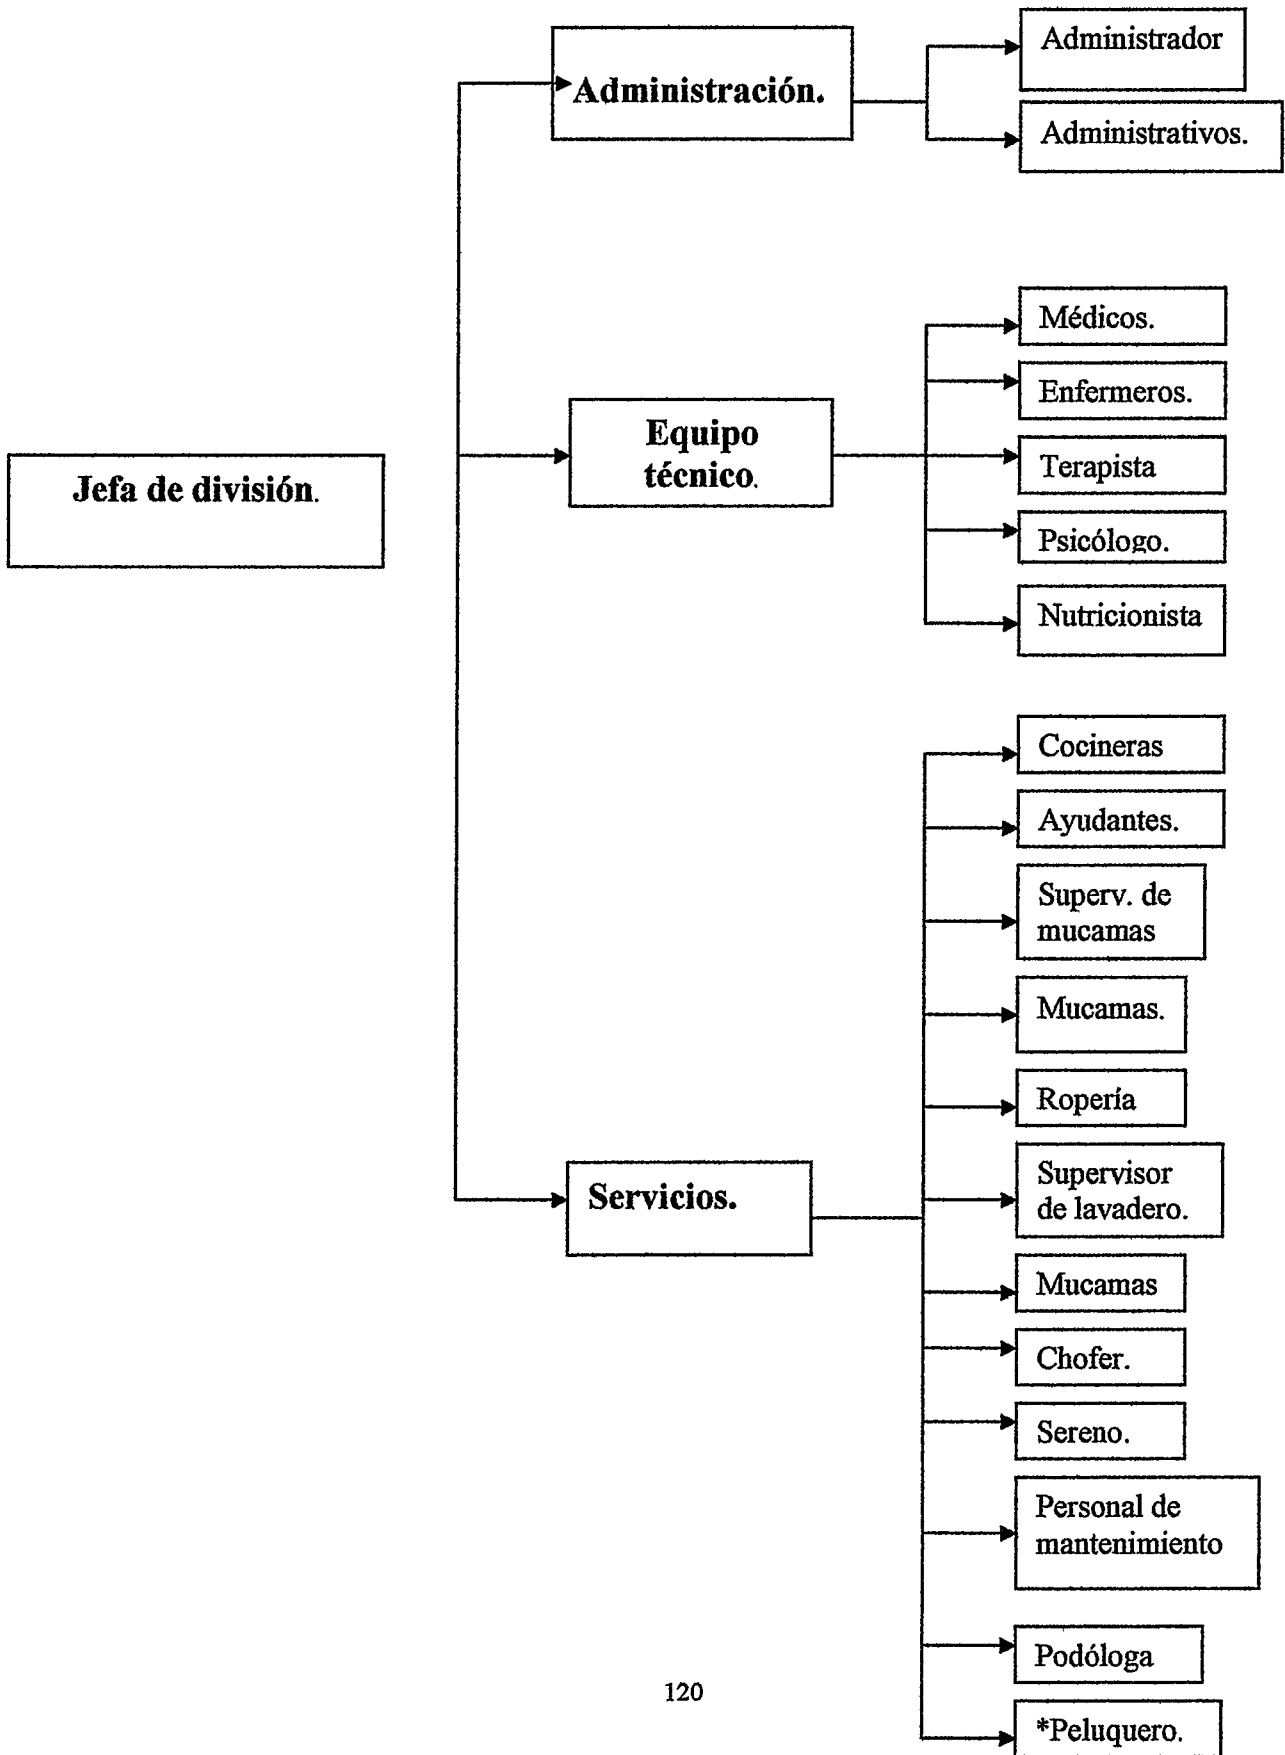 Administración.
Administrador
Administrativos.
Jefa de división.
Equipo
técnico.
Médicos.
Enfermeros.
Terapista
Psicólogo.
Nutricionista
Servicios.
Cocineras
Ayudantes.
Superv. de
mucamas
Mucamas.
Ropería
Supervisor
de lavadero.
Mucamas
Chofer.
Sereno.
Personal de
mantenimiento
Podóloga
*Peluquero.
120